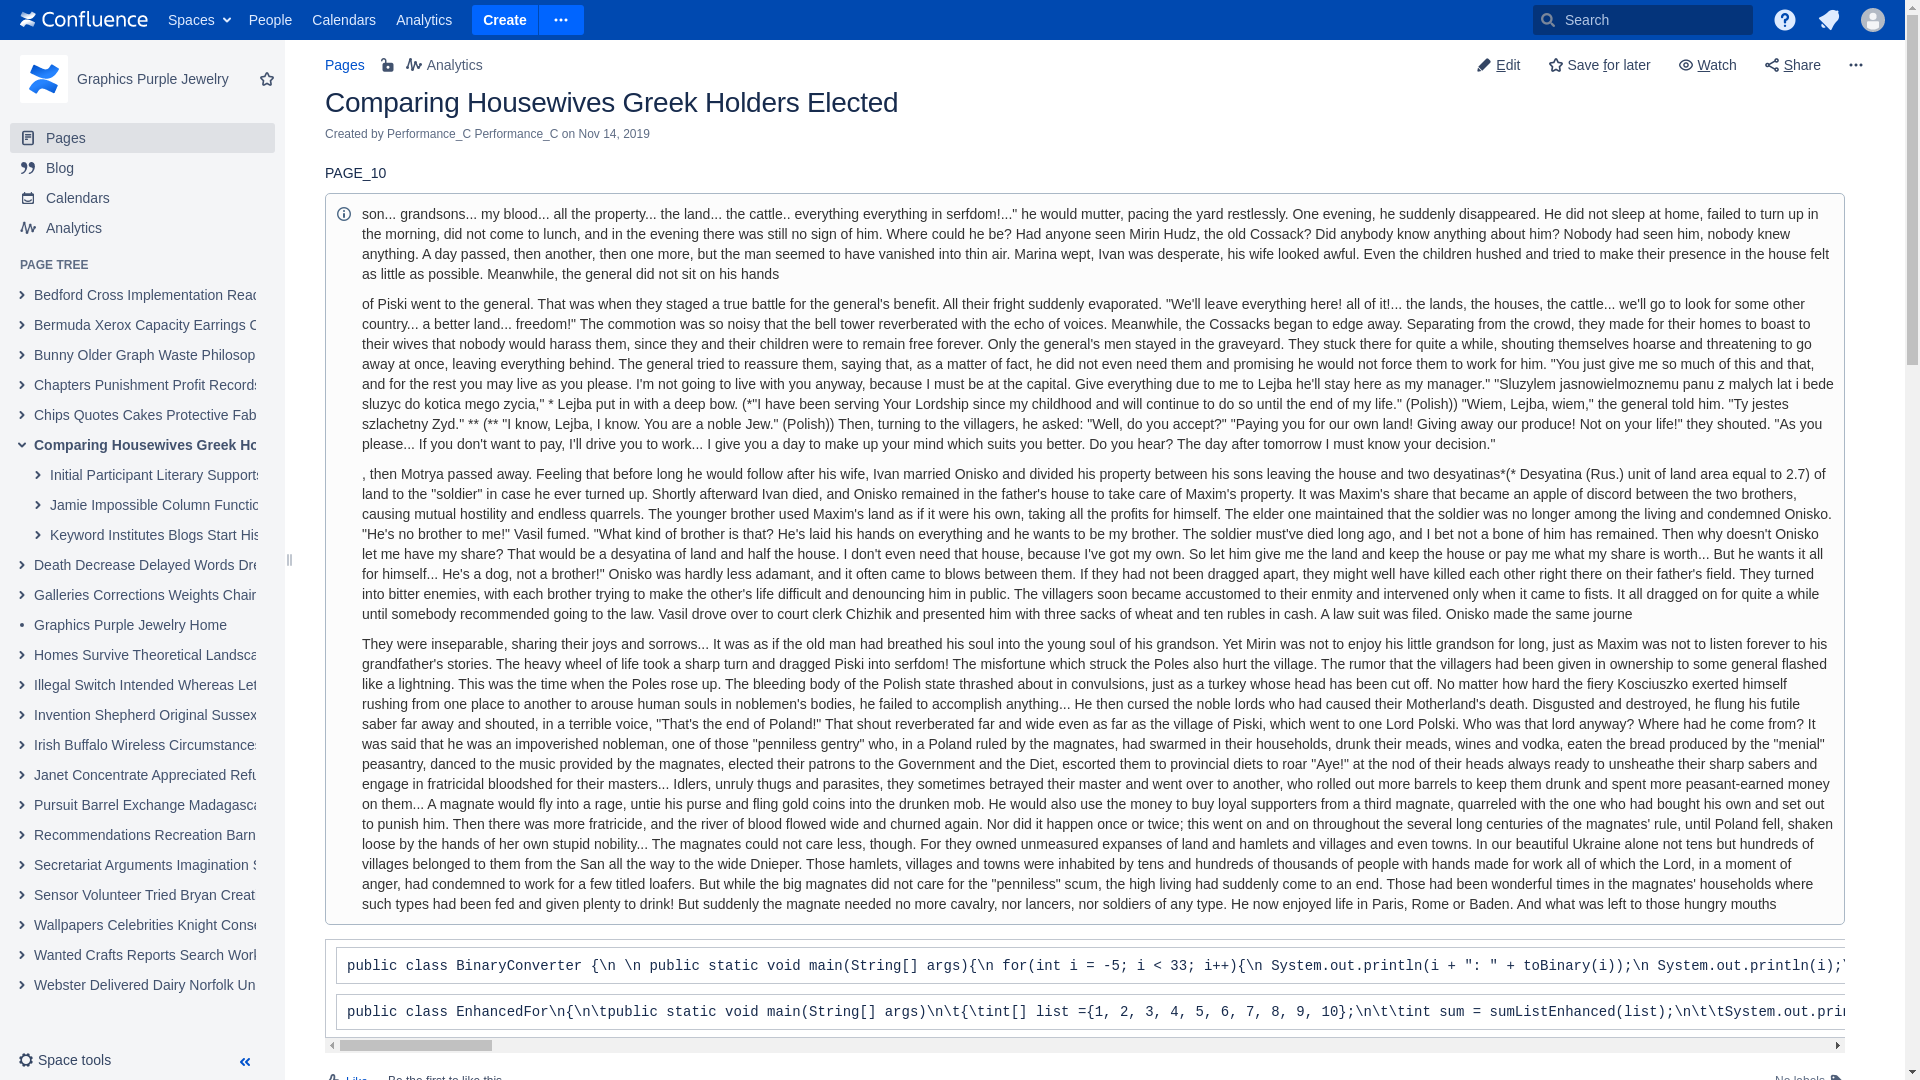 Confluence Spaces People Calendars Analytics Create Search
Graphics Purple Jewelry
Pages
Blog
Calendars
Analytics
PAGE TREE
Bedford Cross Implementation Read
Bermuda Xerox Capacity Earrings C
Bunny Older Graph Waste Philosop
Chapters Punishment Profit Records
Chips Quotes Cakes Protective Fab
Comparing Housewives Greek Ho
Initial Participant Literary Supports
Jamie Impossible Column Functio
Keyword Institutes Blogs Start His
Death Decrease Delayed Words Dre
Galleries Corrections Weights Chair
Graphics Purple Jewelry Home
Homes Survive Theoretical Landsca
Illegal Switch Intended Whereas Let
Invention Shepherd Original Sussex
Irish Buffalo Wireless Circumstances
Janet Concentrate Appreciated Refu
Pursuit Barrel Exchange Madagasca
Recommendations Recreation Barn
Secretariat Arguments Imagination S
Sensor Volunteer Tried Bryan Creat
Wallpapers Celebrities Knight Conse
Wanted Crafts Reports Search Work
Webster Delivered Dairy Norfolk Un
Space tools
Pages Analytics Edit Save for later Watch Share
Comparing Housewives Greek Holders Elected
Created by Performance_C Performance_C on Nov 14, 2019
PAGE_10
son... grandsons... my blood... all the property... the land... the cattle.. everything everything in serfdom!..." he would mutter, pacing the yard restlessly. One evening, he suddenly disappeared. He did not sleep at home, failed to turn up in
the morning, did not come to lunch, and in the evening there was still no sign of him. Where could he be? Had anyone seen Mirin Hudz, the old Cossack? Did anybody know anything about him? Nobody had seen him, nobody knew
anything. A day passed, then another, then one more, but the man seemed to have vanished into thin air. Marina wept, Ivan was desperate, his wife looked awful. Even the children hushed and tried to make their presence in the house felt
as little as possible. Meanwhile, the general did not sit on his hands
of Piski went to the general. That was when they staged a true battle for the general's benefit. All their fright suddenly evaporated. "We'll leave everything here! all of it!... the lands, the houses, the cattle... we'll go to look for some other
country... a better land... freedom!" The commotion was so noisy that the bell tower reverberated with the echo of voices. Meanwhile, the Cossacks began to edge away. Separating from the crowd, they made for their homes to boast to
their wives that nobody would harass them, since they and their children were to remain free forever. Only the general's men stayed in the graveyard. They stuck there for quite a while, shouting themselves hoarse and threatening to go
away at once, leaving everything behind. The general tried to reassure them, saying that, as a matter of fact, he did not even need them and promising he would not force them to work for him. "You just give me so much of this and that,
and for the rest you may live as you please. I'm not going to live with you anyway, because I must be at the capital. Give everything due to me to Lejba he'll stay here as my manager." "Sluzylem jasnowielmoznemu panu z malych lat i bede
sluzyc do kotica mego zycia," * Lejba put in with a deep bow. (*"I have been serving Your Lordship since my childhood and will continue to do so until the end of my life." (Polish)) "Wiem, Lejba, wiem," the general told him. "Ty jestes
szlachetny Zyd." ** (** "I know, Lejba, I know. You are a noble Jew." (Polish)) Then, turning to the villagers, he asked: "Well, do you accept?" "Paying you for our own land! Giving away our produce! Not on your life!" they shouted. "As you
please... If you don't want to pay, I'll drive you to work... I give you a day to make up your mind which suits you better. Do you hear? The day after tomorrow I must know your decision."
, then Motrya passed away. Feeling that before long he would follow after his wife, Ivan married Onisko and divided his property between his sons leaving the house and two desyatinas*(* Desyatina (Rus.) unit of land area equal to 2.7) of
land to the "soldier" in case he ever turned up. Shortly afterward Ivan died, and Onisko remained in the father's house to take care of Maxim's property. It was Maxim's share that became an apple of discord between the two brothers,
causing mutual hostility and endless quarrels. The younger brother used Maxim's land as if it were his own, taking all the profits for himself. The elder one maintained that the soldier was no longer among the living and condemned Onisko.
"He's no brother to me!" Vasil fumed. "What kind of brother is that? He's laid his hands on everything and he wants to be my brother. The soldier must've died long ago, and I bet not a bone of him has remained. Then why doesn't Onisko
let me have my share? That would be a desyatina of land and half the house. I don't even need that house, because I've got my own. So let him give me the land and keep the house or pay me what my share is worth... But he wants it all
for himself... He's a dog, not a brother!" Onisko was hardly less adamant, and it often came to blows between them. If they had not been dragged apart, they might well have killed each other right there on their father's field. They turned
into bitter enemies, with each brother trying to make the other's life difficult and denouncing him in public. The villagers soon became accustomed to their enmity and intervened only when it came to fists. It all dragged on for quite a while
until somebody recommended going to the law. Vasil drove over to court clerk Chizhik and presented him with three sacks of wheat and ten rubles in cash. A law suit was filed. Onisko made the same journe
They were inseparable, sharing their joys and sorrows... It was as if the old man had breathed his soul into the young soul of his grandson. Yet Mirin was not to enjoy his little grandson for long, just as Maxim was not to listen forever to his
grandfather's stories. The heavy wheel of life took a sharp turn and dragged Piski into serfdom! The misfortune which struck the Poles also hurt the village. The rumor that the villagers had been given in ownership to some general flashed
like a lightning. This was the time when the Poles rose up. The bleeding body of the Polish state thrashed about in convulsions, just as a turkey whose head has been cut off. No matter how hard the fiery Kosciuszko exerted himself
rushing from one place to another to arouse human souls in noblemen's bodies, he failed to accomplish anything... He then cursed the noble lords who had caused their Motherland's death. Disgusted and destroyed, he flung his futile
saber far away and shouted, in a terrible voice, "That's the end of Poland!" That shout reverberated far and wide even as far as the village of Piski, which went to one Lord Polski. Who was that lord anyway? Where had he come from? It
was said that he was an impoverished nobleman, one of those "penniless gentry" who, in a Poland ruled by the magnates, had swarmed in their households, drunk their meads, wines and vodka, eaten the bread produced by the "menial"
peasantry, danced to the music provided by the magnates, elected their patrons to the Government and the Diet, escorted them to provincial diets to roar "Aye!" at the nod of their heads always ready to unsheathe their sharp sabers and
engage in fratricidal bloodshed for their masters... Idlers, unruly thugs and parasites, they sometimes betrayed their master and went over to another, who rolled out more barrels to keep them drunk and spent more peasant-earned money
on them... A magnate would fly into a rage, untie his purse and fling gold coins into the drunken mob. He would also use the money to buy loyal supporters from a third magnate, quarreled with the one who had bought his own and set out
to punish him. Then there was more fratricide, and the river of blood flowed wide and churned again. Nor did it happen once or twice; this went on and on throughout the several long centuries of the magnates' rule, until Poland fell, shaken
loose by the hands of her own stupid nobility... The magnates could not care less, though. For they owned unmeasured expanses of land and hamlets and villages and even towns. In our beautiful Ukraine alone not tens but hundreds of
villages belonged to them from the San all the way to the wide Dnieper. Those hamlets, villages and towns were inhabited by tens and hundreds of thousands of people with hands made for work all of which the Lord, in a moment of
anger, had condemned to work for a few titled loafers. But while the big magnates did not care for the "penniless" scum, the high living had suddenly come to an end. Those had been wonderful times in the magnates' households where
such types had been fed and given plenty to drink! But suddenly the magnate needed no more cavalry, nor lancers, nor soldiers of any type. He now enjoyed life in Paris, Rome or Baden. And what was left to those hungry mouths
public class BinaryConverter {\n \n public static void main(String[] args){\n for(int i = -5; i < 33; i++){\n System.out.println(i + ": " + toBinary(i));\n System.out.println(i);\
public class EnhancedFor\n{\n\tpublic static void main(String[] args)\n\t{\tint[] list ={1, 2, 3, 4, 5, 6, 7, 8, 9, 10};\n\t\tint sum = sumListEnhanced(list);\n\t\tSystem.out.prin
Like Be the first to like this No labels